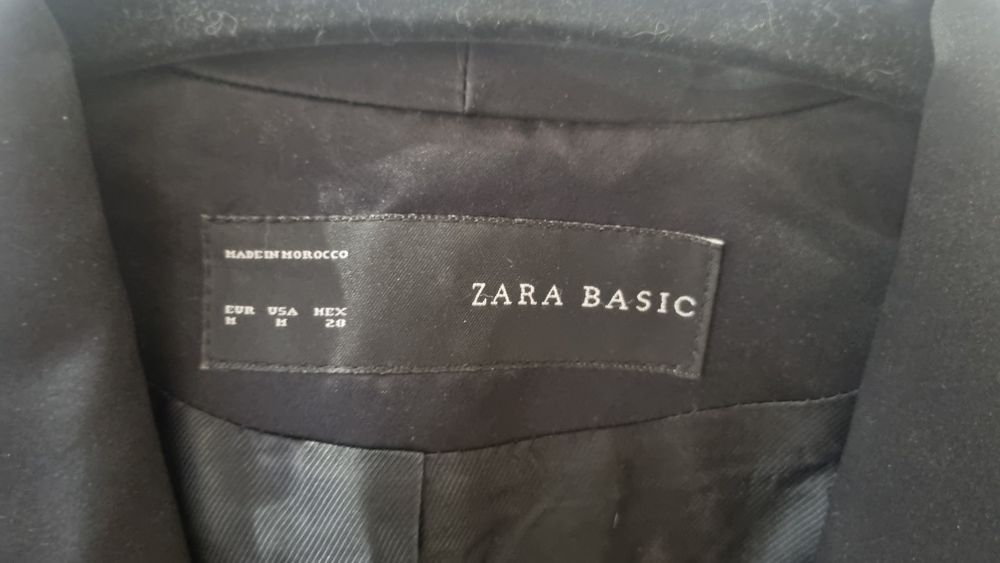 MADE IN MOROCCO
EUR USA MEX
M M 28
ZARA BASIC